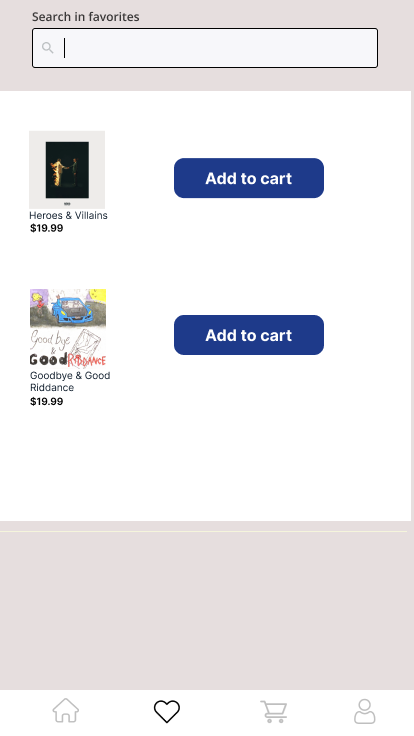 Search in favorites
Heroes & Villains
$19.99
Add to cart
Good bye
&
Good RIDDANCE
Goodbye & Good
Riddance
$19.99
Add to cart